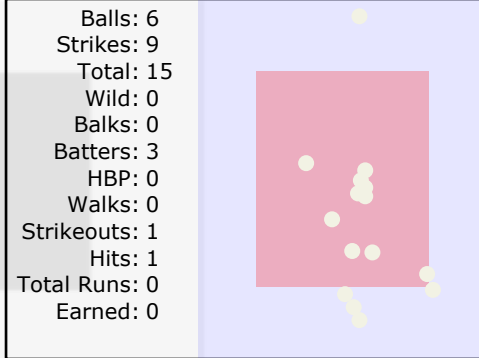 Balls: 6
Strikes: 9
Total: 15
Wild: 0
Balks: 0
Batters: 3
HBP: 0
Walks: 0
Strikeouts: 1
Hits: 1
Total Runs: 0
Earned: 0